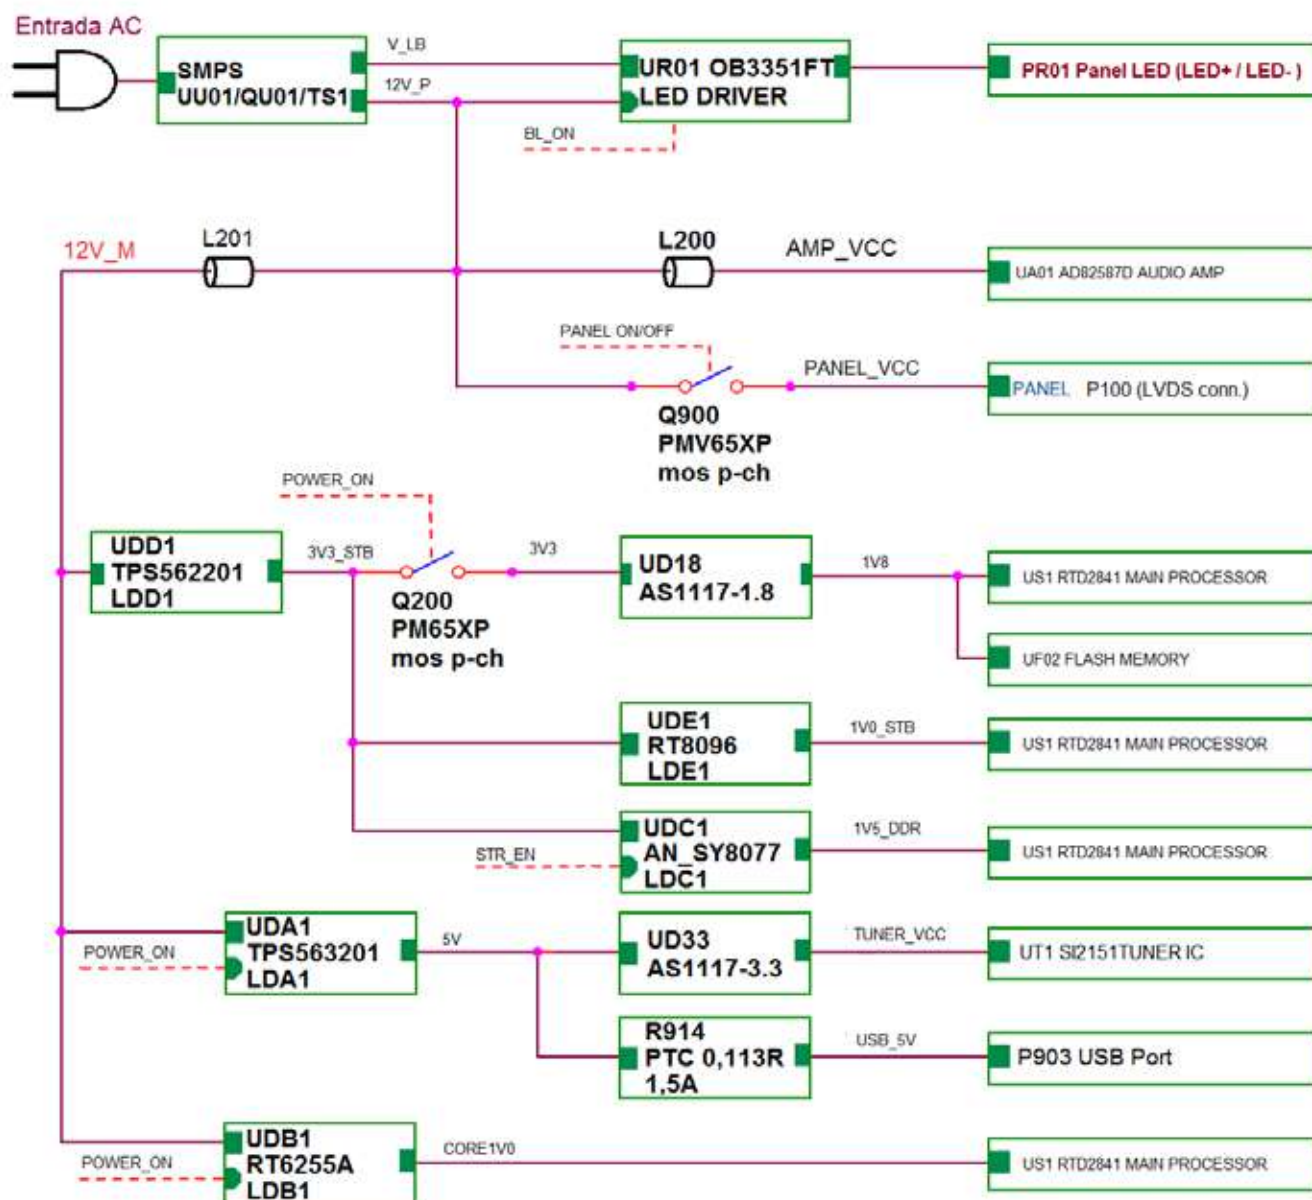 Entrada AC
SMPS
UU01/QU01/TS1
V_LB
12V_P
UR01 OB3351FT
LED DRIVER
PR01 Panel LED (LED+ / LED- )
BL_ON
12V_M
L201
L200
AMP_VCC
UA01 AD82587D AUDIO AMP
PANEL ON/OFF
PANEL_VCC
PANEL P100 (LVDS conn.)
Q900
PMV65XP
mos p-ch
POWER_ON
UDD1
TPS562201
LDD1
3V3_STB
3V3
Q200
PM65XP
mos p-ch
UD18
AS1117-1.8
1V8
US1 RTD2841 MAIN PROCESSOR
UF02 FLASH MEMORY
UDE1
RT8096
LDE1
1V0_STB
US1 RTD2841 MAIN PROCESSOR
STR_EN
UDC1
AN_SY8077
LDC1
1V5_DDR
US1 RTD2841 MAIN PROCESSOR
POWER_ON
UDA1
TPS563201
LDA1
5V
UD33
AS1117-3.3
TUNER_VCC
UT1 SI2151TUNER IC
R914
PTC 0,113R
1,5A
USB_5V
P903 USB Port
POWER_ON
UDB1
RT6255A
LDB1
CORE1V0
US1 RTD2841 MAIN PROCESSOR